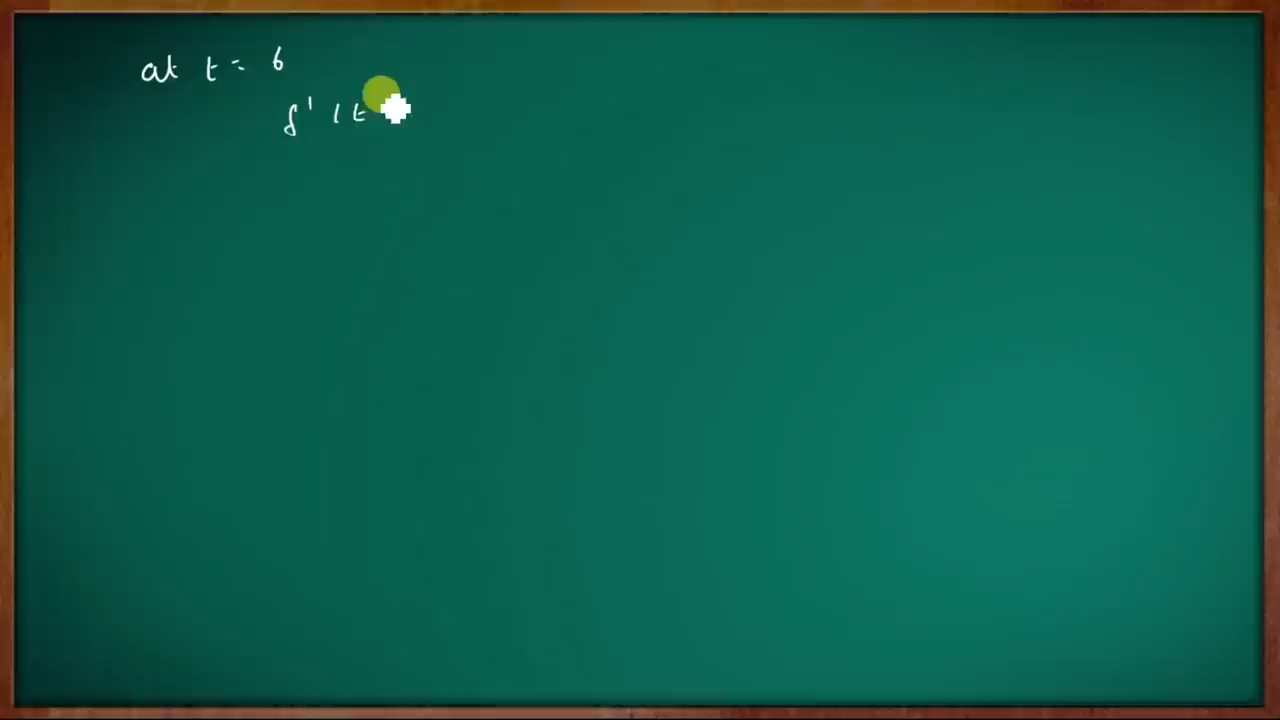 at t = 6
f' (t